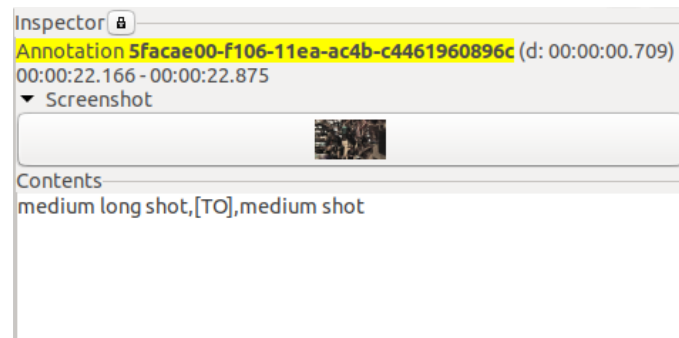 Inspector
Annotation 5facae00-f106-11ea-ac4b-c4461960896c (d: 00:00:00.709)
00:00:22.166 - 00:00:22.875
Screenshot
Contents
medium long shot,[TO],medium shot